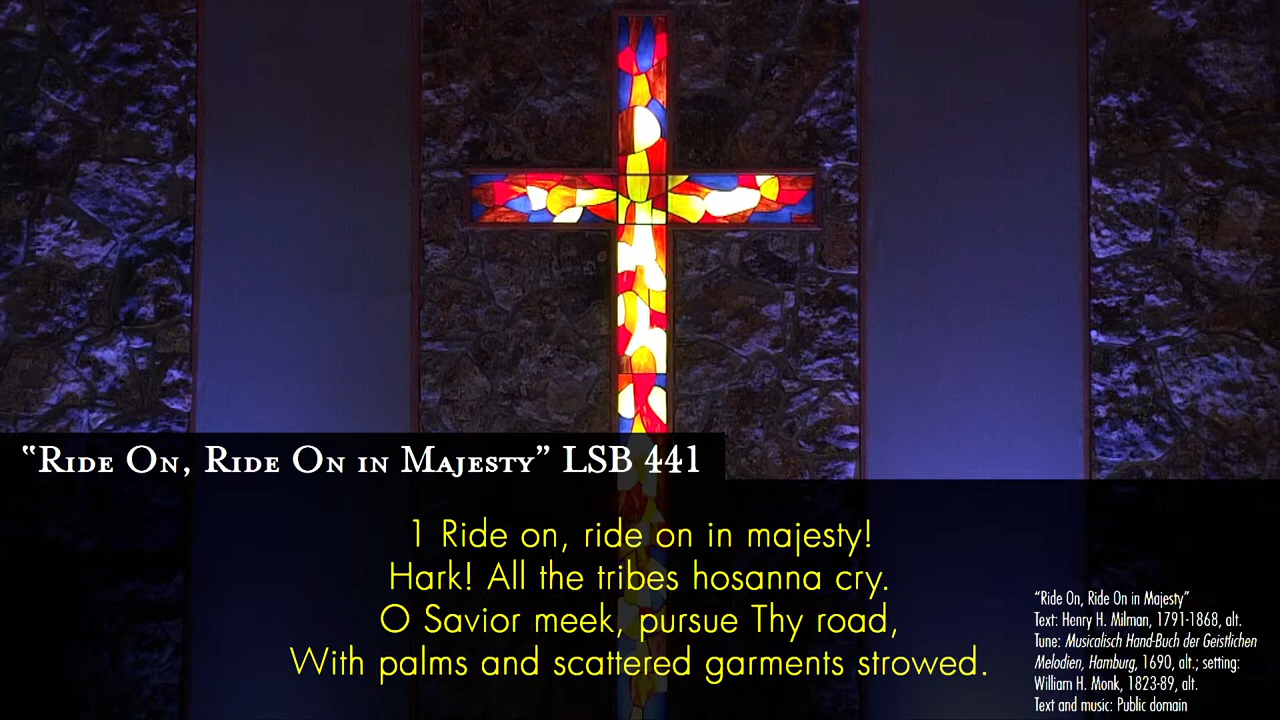 “Ride On, Ride On in Majesty” LSB 441
1 Ride on, ride on in majesty!
Hark! All the tribes hosanna cry.
O Savior meek, pursue Thy road,
With palms and scattered garments strowed.
“Ride On, Ride On in Majesty”
Text: Henry H. Milman, 1791-1868, alt.
Tune: Musicalisch Hand-Buch der Geistlichen
Melodien, Hamburg, 1690, alt.; setting:
William H. Monk, 1823-89, alt.
Text and music: Public domain